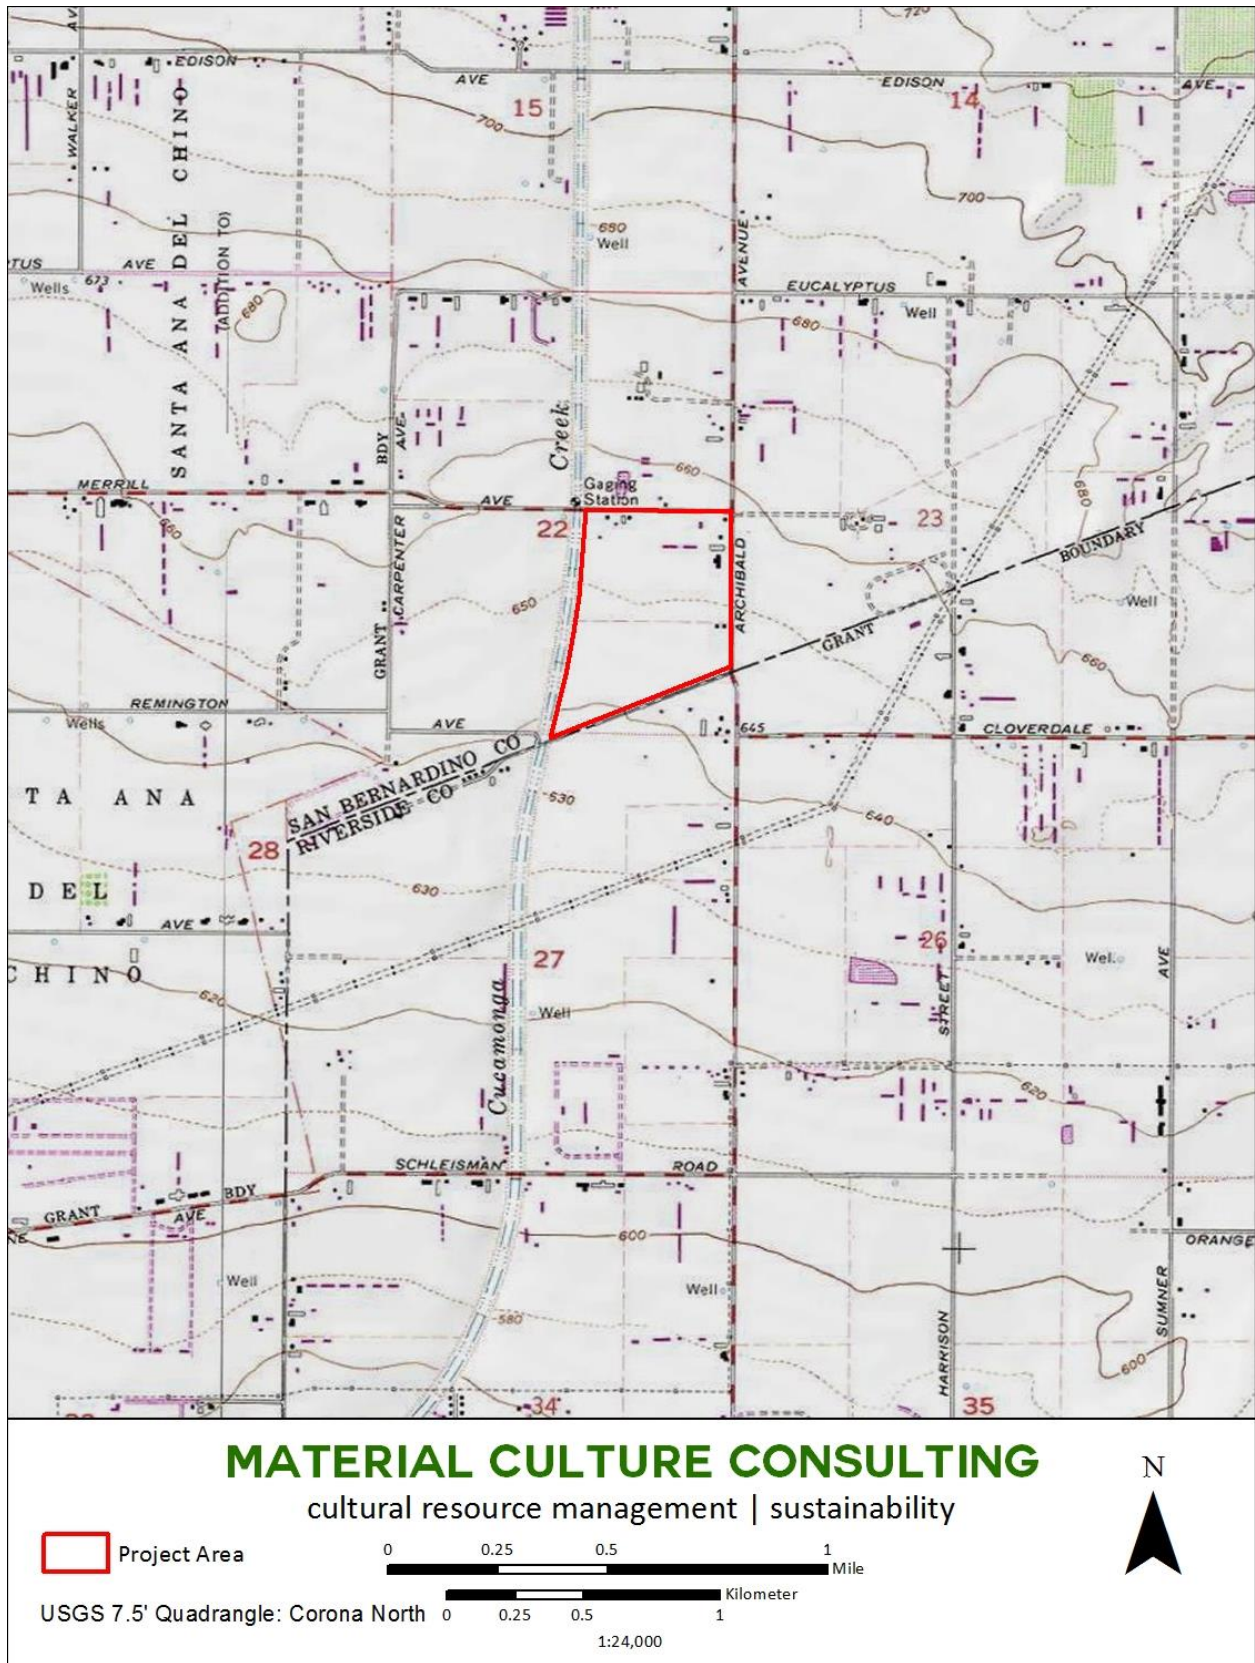 AV
720
EDISON
AVE
EDISON
AVE
15
14
WALKER
700
700
SANTA ANA DEL CHINO
(ADDITION TO)
680
Well
AVENUE
TUS
AVE
Wells
673
EUCALYPTUS
Well
680
680
BDY
AVE
Creek
660
680
MERRILL
AVE
Gaging
Station
22
23
660
CARPENTER
ARCHIBALD
BOUNDARY
650
Well
GRANT
GRANT
660
REMINGTON
Wells
AVE
645
CLOVERDALE
TA ANA
SAN BERNARDINO CO
RIVERSIDE CO
630
640
28
630
DEL
AVE
26
27
CHINO
Well
AVE
620
STREET
Well
Cucamonga
620
SCHLEISMAN
ROAD
GRANT
BDY
AVE
NE
600
ORANGE
Well
Well
SUMNER
580
HARRISON
600
34
35
MATERIAL CULTURE CONSULTING
cultural resource management | sustainability
N
Project Area
0 0.25 0.5 1
Mile
Kilometer
USGS 7.5' Quadrangle: Corona North
0 0.25 0.5 1
1:24,000